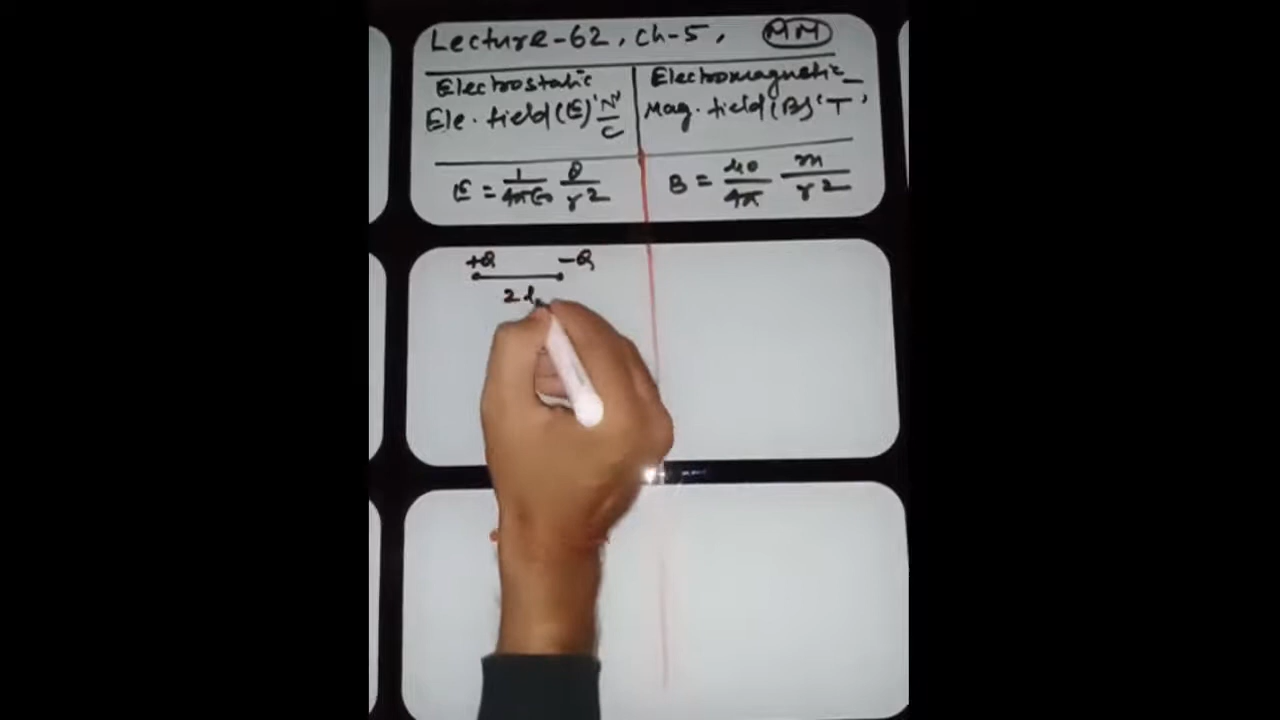 Lecture-62, Ch-5, MM
Electrostatic
Ele. field (E) 'N/C'
Electromagnetic
Mag. field (B) 'T'
E = 1/4πϵ0 Q/r2
B = μ0/4π m/r2
+Q -Q
2l